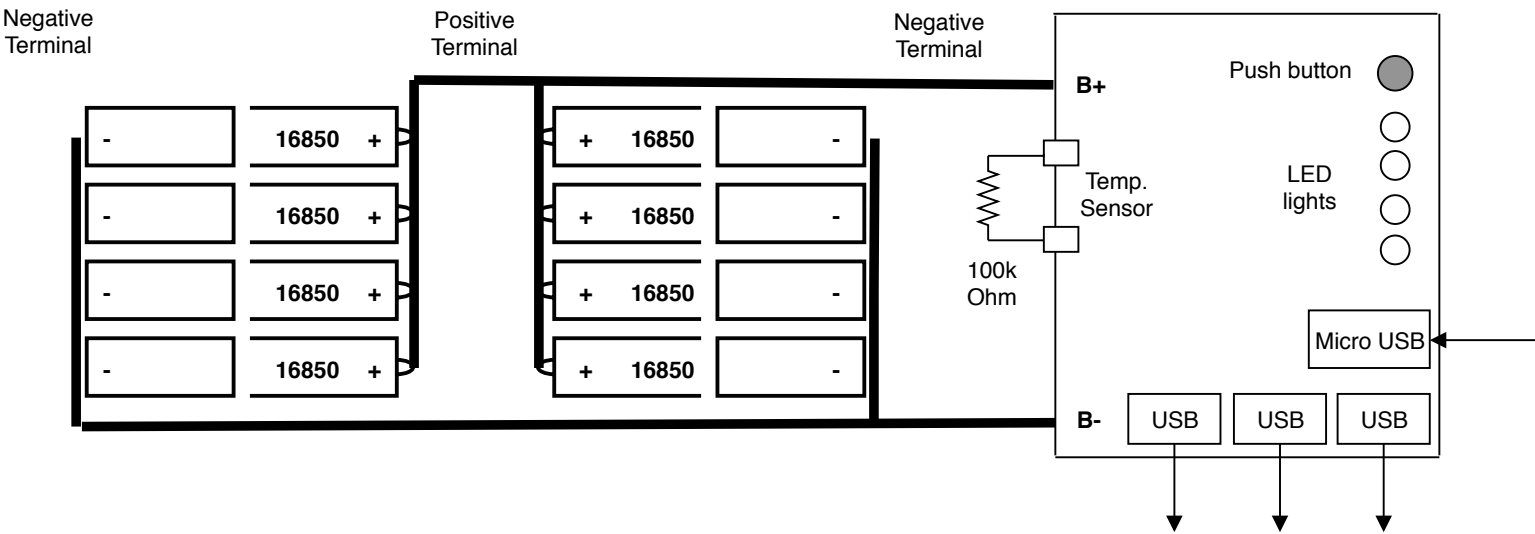 Negative
Terminal
Positive
Terminal
Negative
Terminal
B+
Push button
- 16850 + + 16850 -
- 16850 + + 16850 -
- 16850 + + 16850 -
- 16850 + + 16850 -
Temp.
Sensor
LED
lights
100k
Ohm
Micro USB
B-
USB USB USB